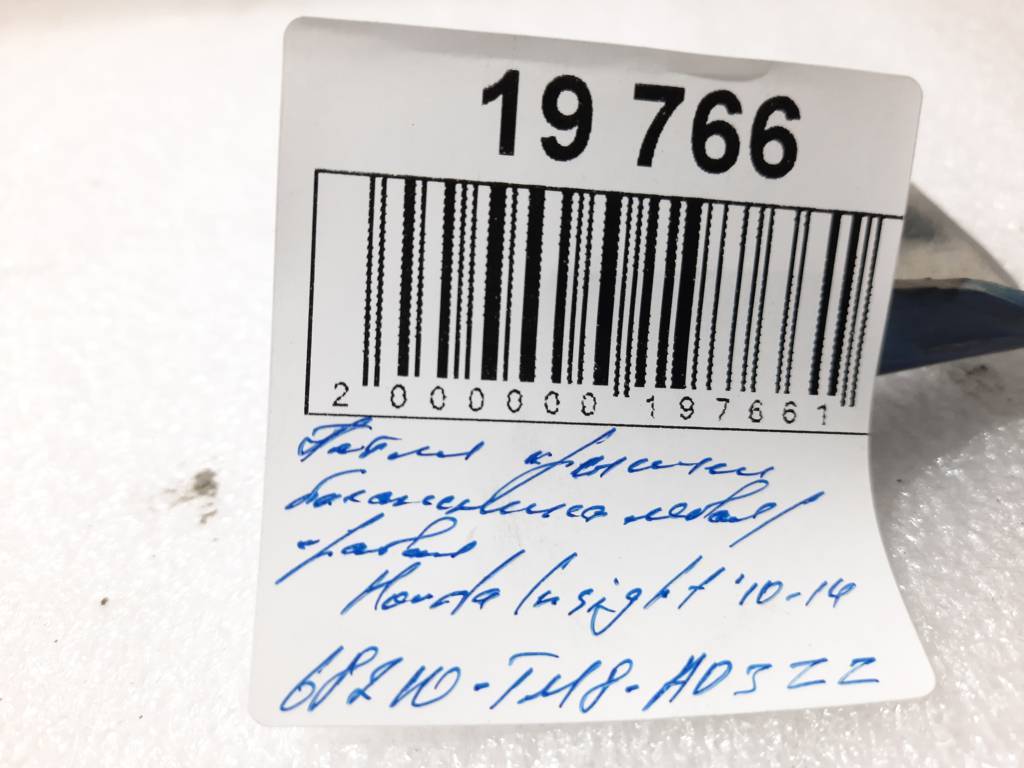 19 766
2 000000 197661
Петля крышки
багажника левая/
правая
Honda Insight '10-14
68210-TM8-A03ZZ